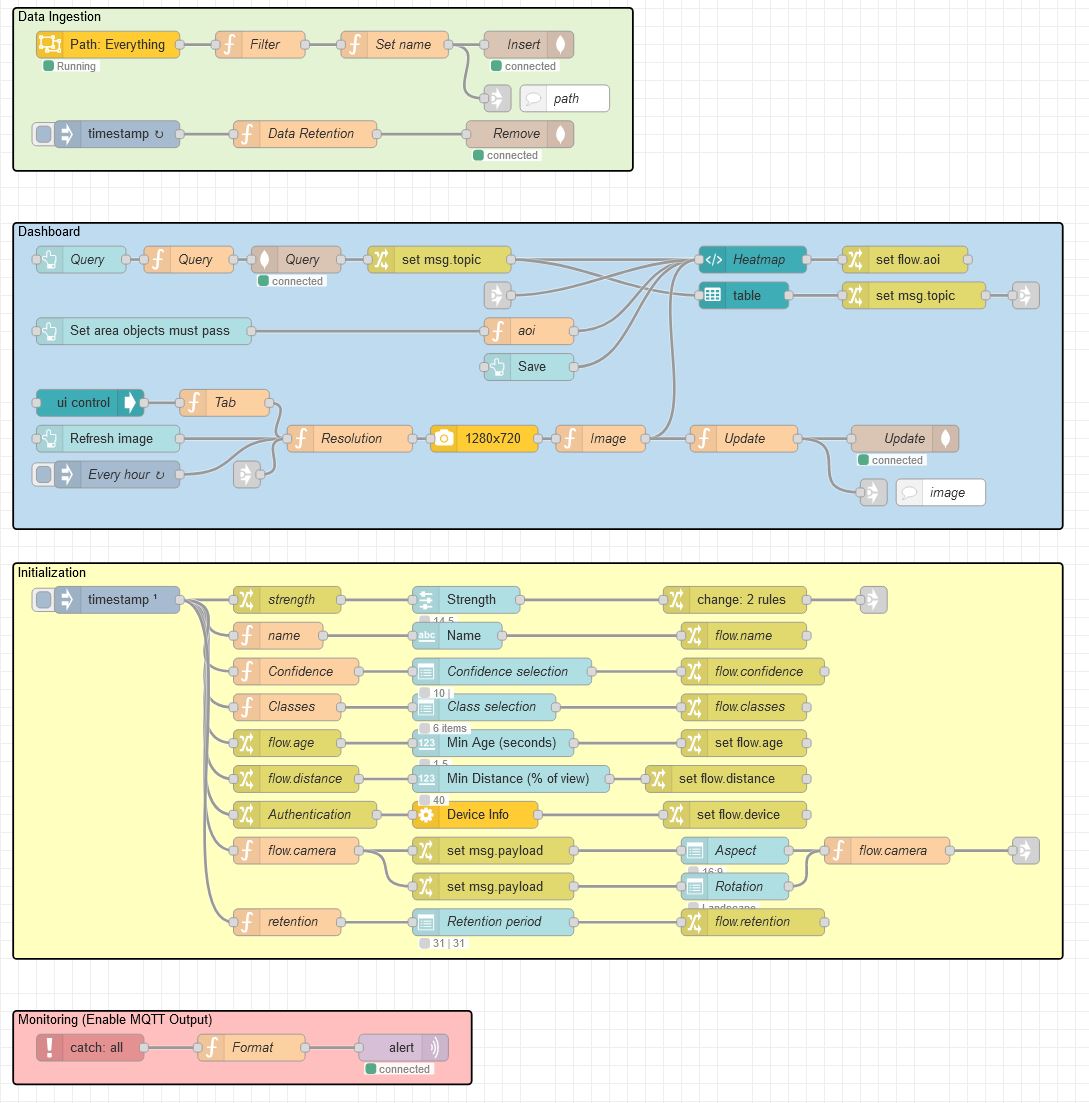 Data Ingestion
Path: Everything
Filter
Set name
Insert
Running
connected
path
timestamp ↻
Data Retention
Remove
connected
Dashboard
Query
Query
Query
set msg.topic
Heatmap
set flow.aoi
connected
table
set msg.topic
Set area objects must pass
aoi
Save
ui control
Tab
Refresh image
Resolution
1280x720
Image
Update
Update
connected
Every hour ↻
image
Initialization
timestamp ¹
strength
Strength
change: 2 rules
14.5
name
abc
Name
flow.name
Confidence
Confidence selection
flow.confidence
10 |
Classes
Class selection
flow.classes
6 items
flow.age
123
Min Age (seconds)
set flow.age
1.5
flow.distance
123
Min Distance (% of view)
set flow.distance
40
Authentication
Device Info
set flow.device
flow.camera
set msg.payload
Aspect
flow.camera
16:9
set msg.payload
Rotation
Landscape
retention
Retention period
flow.retention
31 | 31
Monitoring (Enable MQTT Output)
catch: all
Format
alert
connected